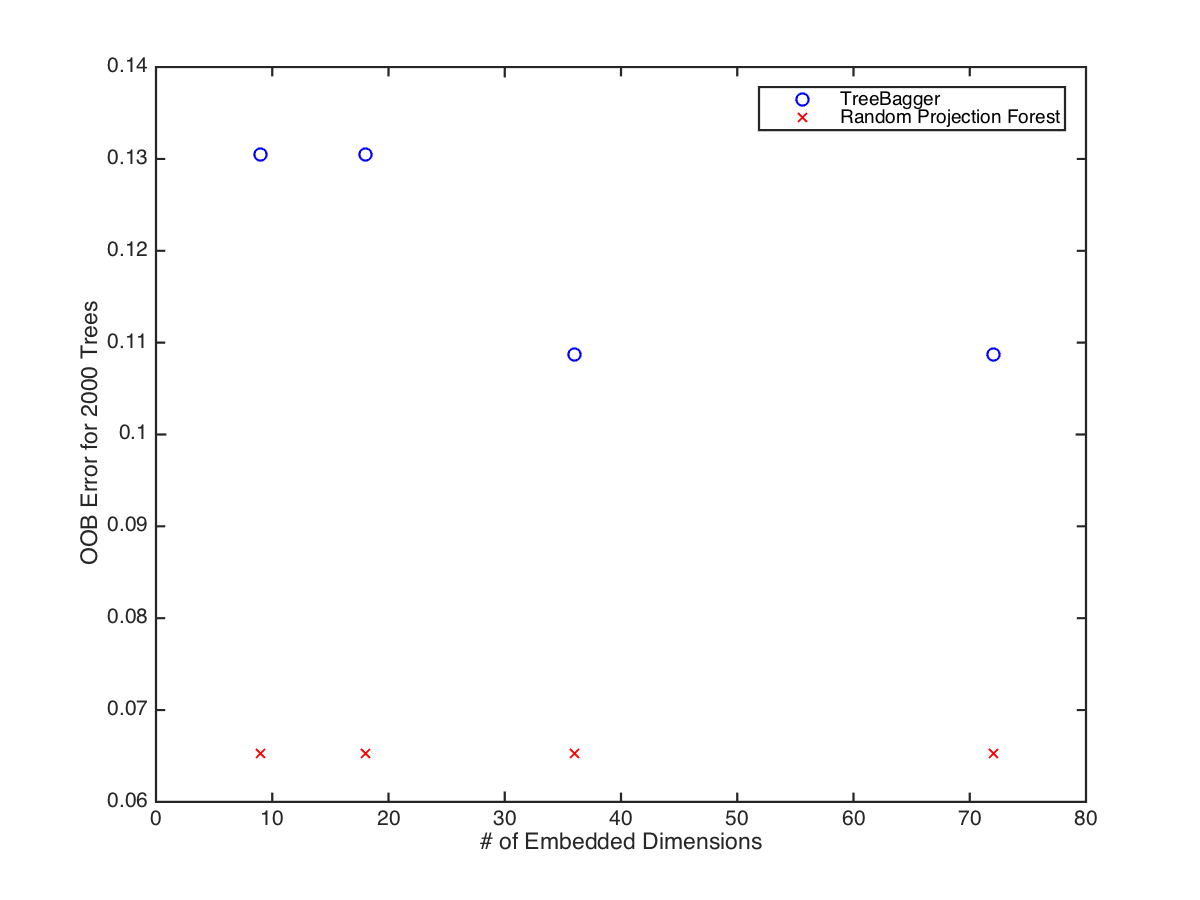 0.14
0.13
0.12
0.11
0.1
0.09
0.08
0.07
0.06
OOB Error for 2000 Trees
TreeBagger
Random Projection Forest
0 10 20 30 40 50 60 70 80
# of Embedded Dimensions